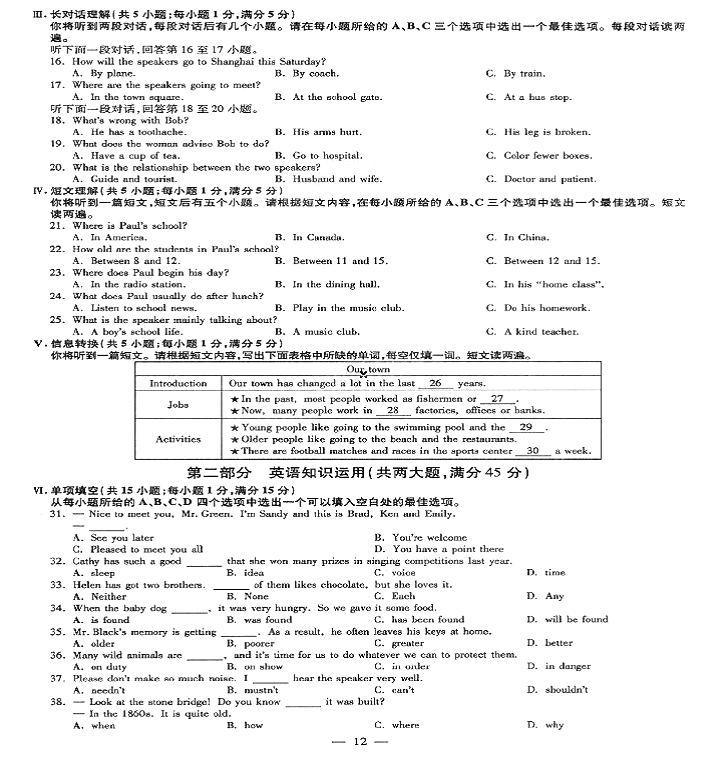 III. 长对话理解(共5小题;每小题1分,满分5分)
你将听到两段对话,每段对话后有几个小题。请在每小题所给的A、B、C三个选项中选出一个最佳选项。每段对话读两
遍。
听下面一段对话,回答第16至17小题。
16. How will the speakers go to Shanghai this Saturday?
A. By plane. B. By coach. C. By train.
17. Where are the speakers going to meet?
A. In the town square. B. At the school gate. C. At a bus stop.
听下面一段对话,回答第18至20小题。
18. What's wrong with Bob?
A. He has a toothache. B. His arms hurt. C. His leg is broken.
19. What does the woman advise Bob to do?
A. Have a cup of tea. B. Go to hospital. C. Color fewer boxes.
20. What is the relationship between the two speakers?
A. Guide and tourist. B. Husband and wife. C. Doctor and patient.
IV. 短文理解(共5小题;每小题1分,满分5分)
你将听到一篇短文,短文后有五个小题。请根据短文内容,在每小题所给的A、B、C三个选项中选出一个最佳选项。短文
读两遍。
21. Where is Paul's school?
A. In America. B. In Canada. C. In China.
22. How old are the students in Paul's school?
A. Between 8 and 12. B. Between 11 and 15. C. Between 12 and 15.
23. Where does Paul begin his day?
A. In the radio station. B. In the dining hall. C. In his "home class".
24. What does Paul usually do after lunch?
A. Listen to school news. B. Play in the music club. C. Do his homework.
25. What is the speaker mainly talking about?
A. A boy's school life. B. A music club. C. A kind teacher.
V. 信息转换(共5小题;每小题1分,满分5分)
你将听到一篇短文。请根据短文内容,写出下面表格中所缺的单词,每空仅填一词。短文读两遍。
Our town
Introduction Our town has changed a lot in the last 26 years.
Jobs ★In the past, most people worked as fishermen or 27 .
★Now, many people work in 28 factories, offices or banks.
Activities ★Young people like going to the swimming pool and the 29 .
★Older people like going to the beach and the restaurants.
★There are football matches and races in the sports center 30 a week.
第二部分 英语知识运用(共两大题,满分45分)
VI. 单项填空(共15小题;每小题1分,满分15分)
从每小题所给的A、B、C、D四个选项中选出一个可以填入空白处的最佳选项。
31. — Nice to meet you, Mr. Green. I'm Sandy and this is Brad, Ken and Emily.
— ______.
A. See you later B. You're welcome
C. Pleased to meet you all D. You have a point there
32. Cathy has such a good ______ that she won many prizes in singing competitions last year.
A. sleep B. idea C. voice D. time
33. Helen has got two brothers. ______ of them likes chocolate, but she loves it.
A. Neither B. None C. Each D. Any
34. When the baby dog ______, it was very hungry. So we gave it some food.
A. is found B. was found C. has been found D. will be found
35. Mr. Black's memory is getting ______. As a result, he often leaves his keys at home.
A. older B. poorer C. greater D. better
36. Many wild animals are ______, and it's time for us to do whatever we can to protect them.
A. on duty B. on show C. in order D. in danger
37. Please don't make so much noise. I ______ hear the speaker very well.
A. needn't B. mustn't C. can't D. shouldn't
38. — Look at the stone bridge! Do you know ______ it was built?
— In the 1860s. It is quite old.
A. when B. how C. where D. why
— 12 —